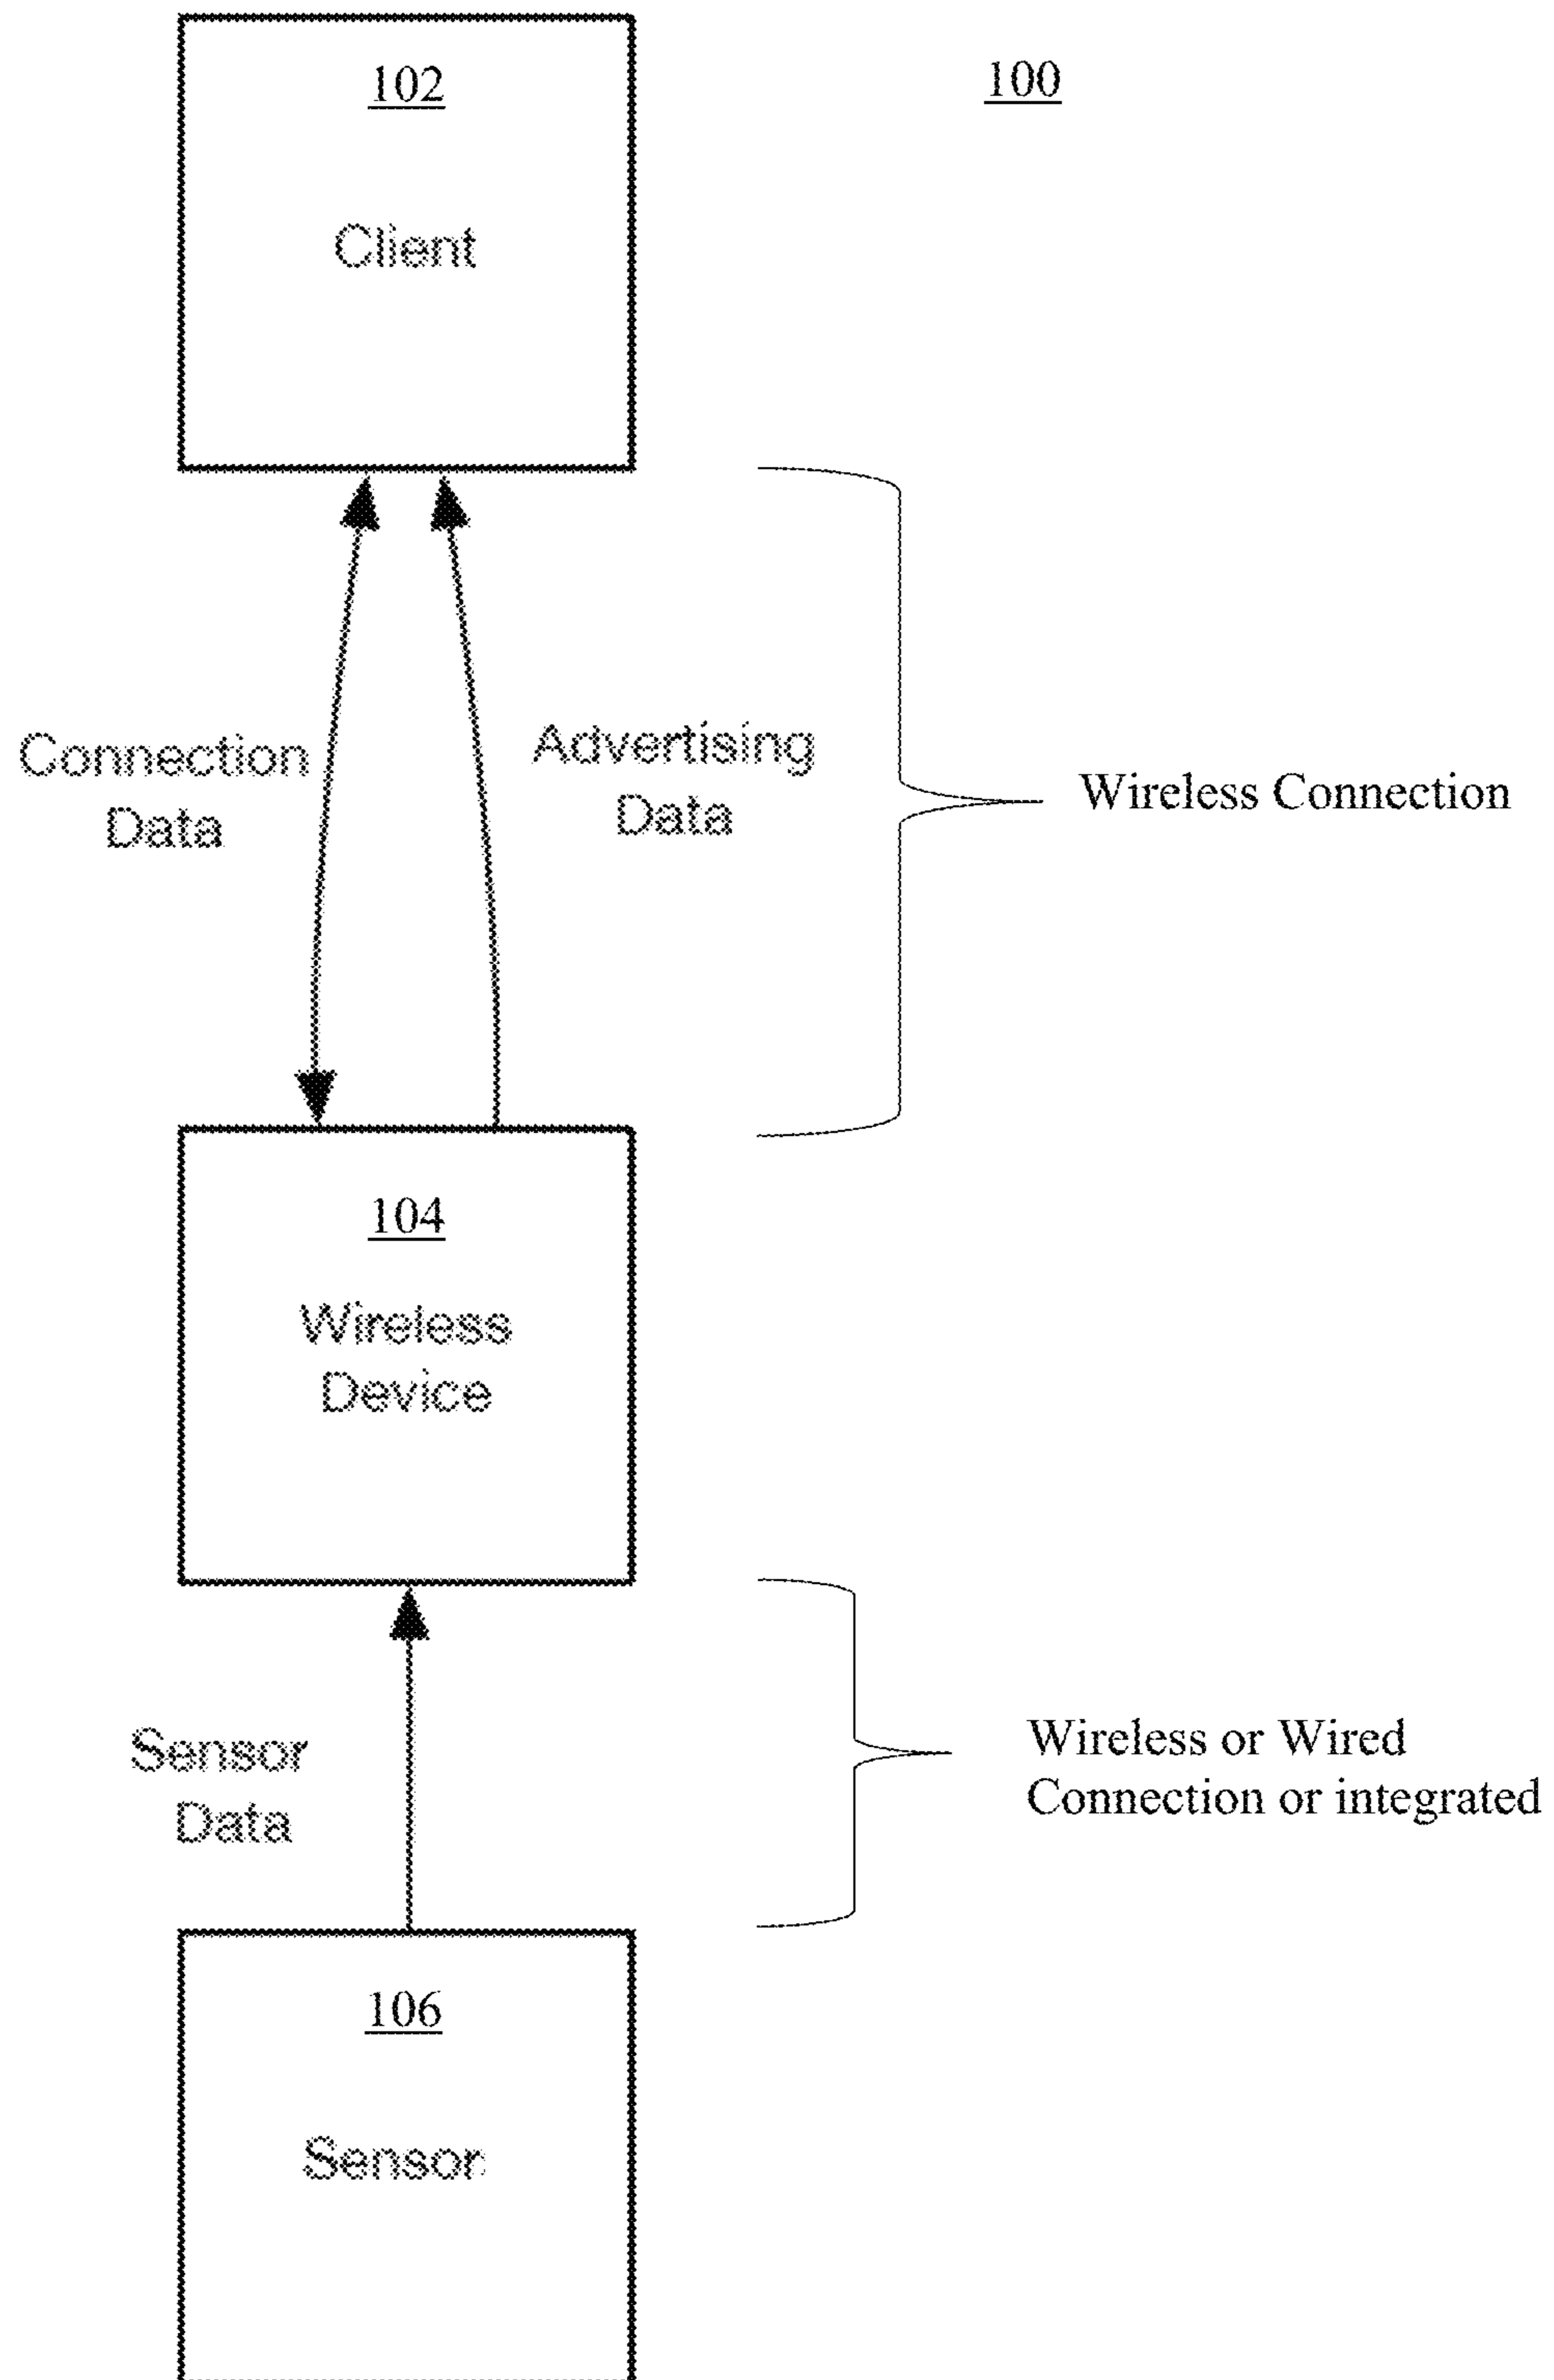 102
100
Client
Connection
Data
Advertising
Data
Wireless Connection
104
Wireless
Device
Sensor
Data
Wireless or Wired
Connection or integrated
106
Sensor